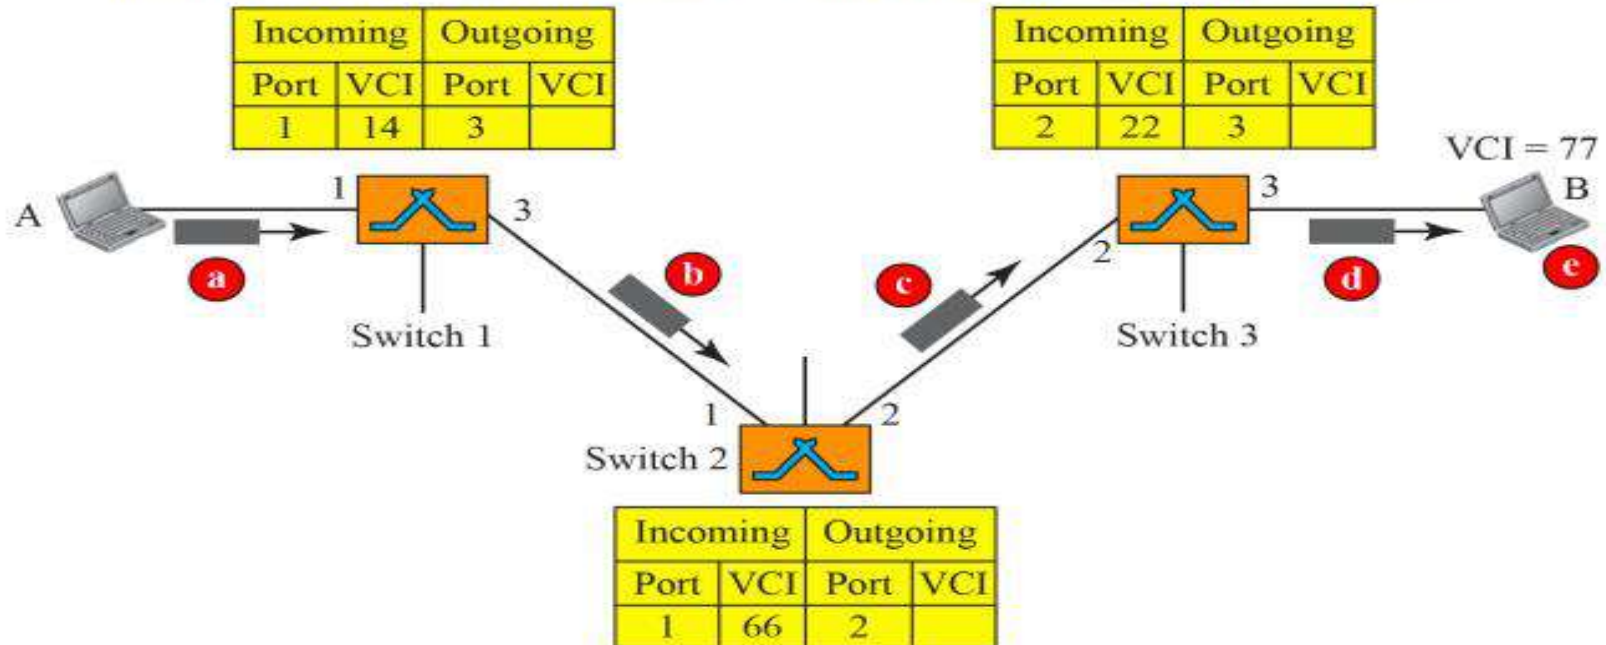 Incoming Outgoing
Port VCI Port VCI
1 14 3
Incoming Outgoing
Port VCI Port VCI
2 22 3
VCI = 77
A
1
3
2
3
B
a
b
c
d
e
Switch 1
Switch 3
1
2
Switch 2
Incoming Outgoing
Port VCI Port VCI
1 66 2